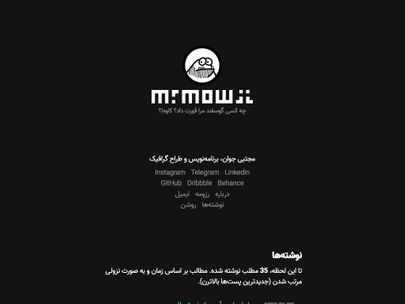 mrmowji
چه کسی گوسفند مرا قورت داد؟ کاوه!؟
مجتبی جوان، برنامه‌نویس و طراح گرافیک
Instagram Telegram Linkedin
GitHub Dribbble Behance
درباره رزومه ایمیل
نوشته‌ها روشن
نوشته‌ها
تا این لحظه، 35 مطلب نوشته شده. مطالب بر اساس زمان و به صورت نزولی
مرتب شدن (جدیدترین پست‌ها بالاترن).